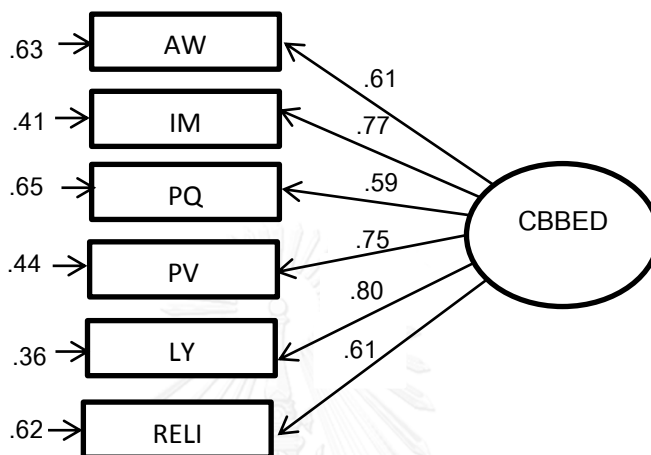 .63 AW
.61
.41 IM
.77
.65 PQ
.59
CBBED
.44 PV
.75
.80
.36 LY
.61
.62 RELI